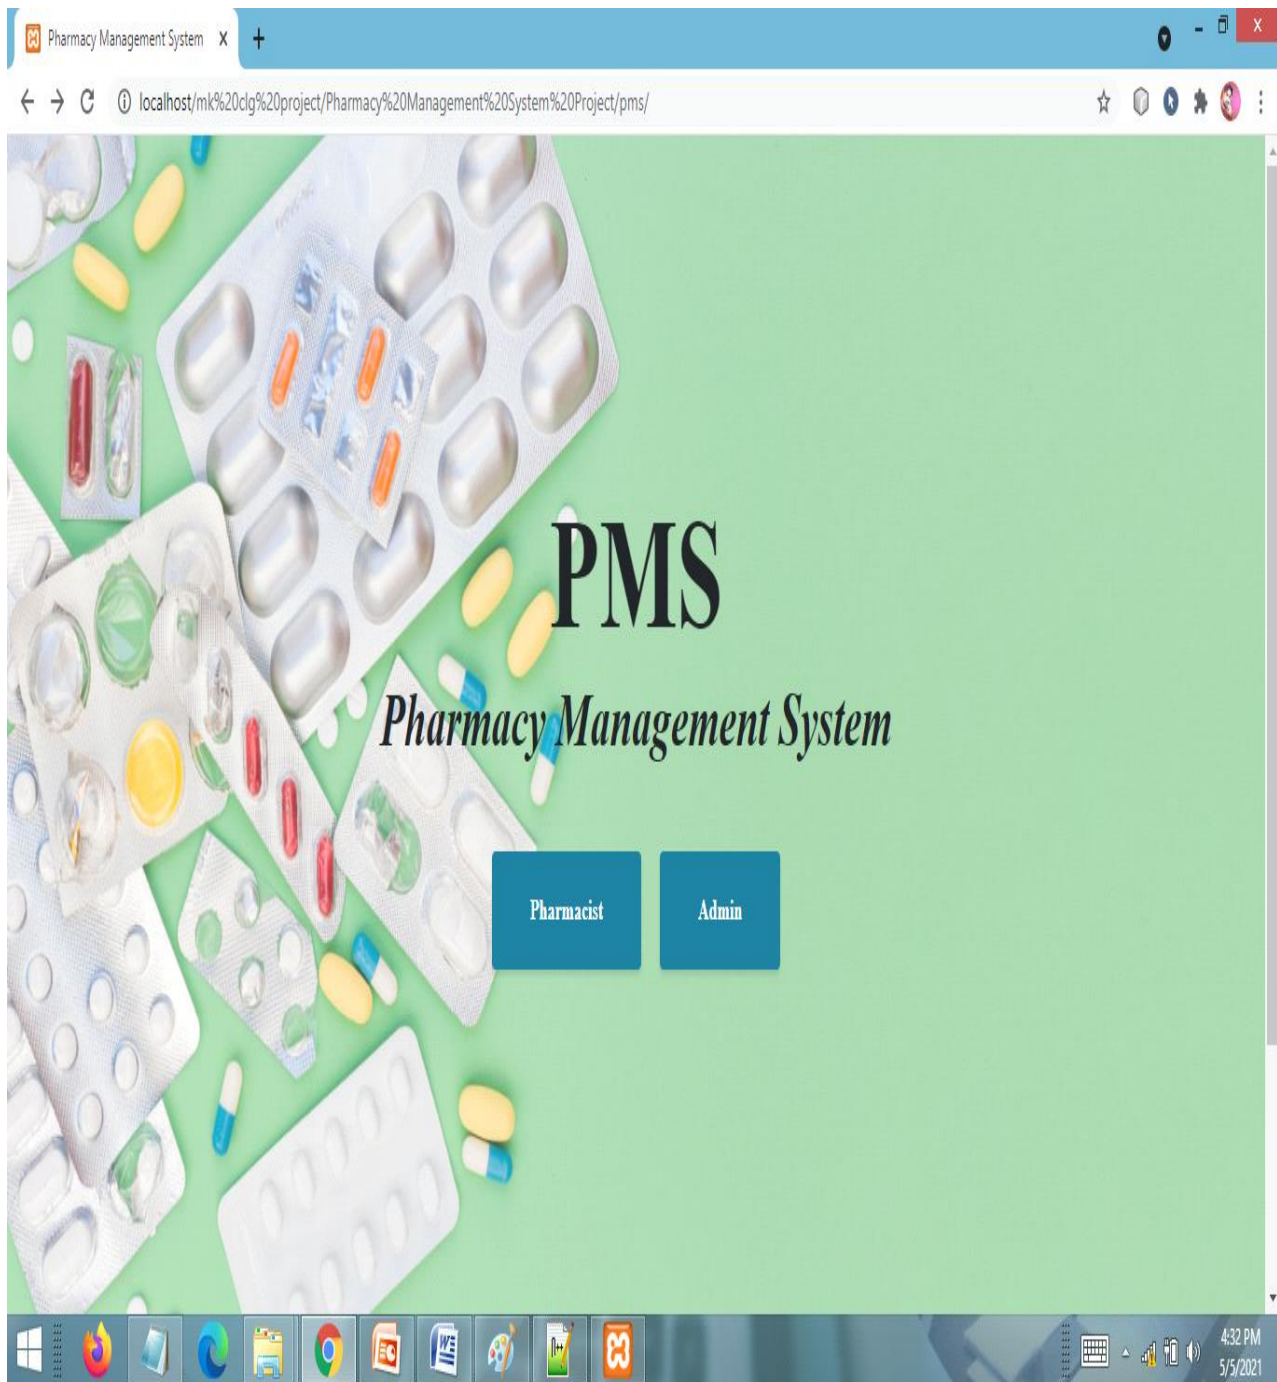 Pharmacy Management System
localhost/mk%20clg%20project/Pharmacy%20Management%20System%20Project/pms/
PMS
Pharmacy Management System
Pharmacist Admin
4:32 PM
5/5/2021